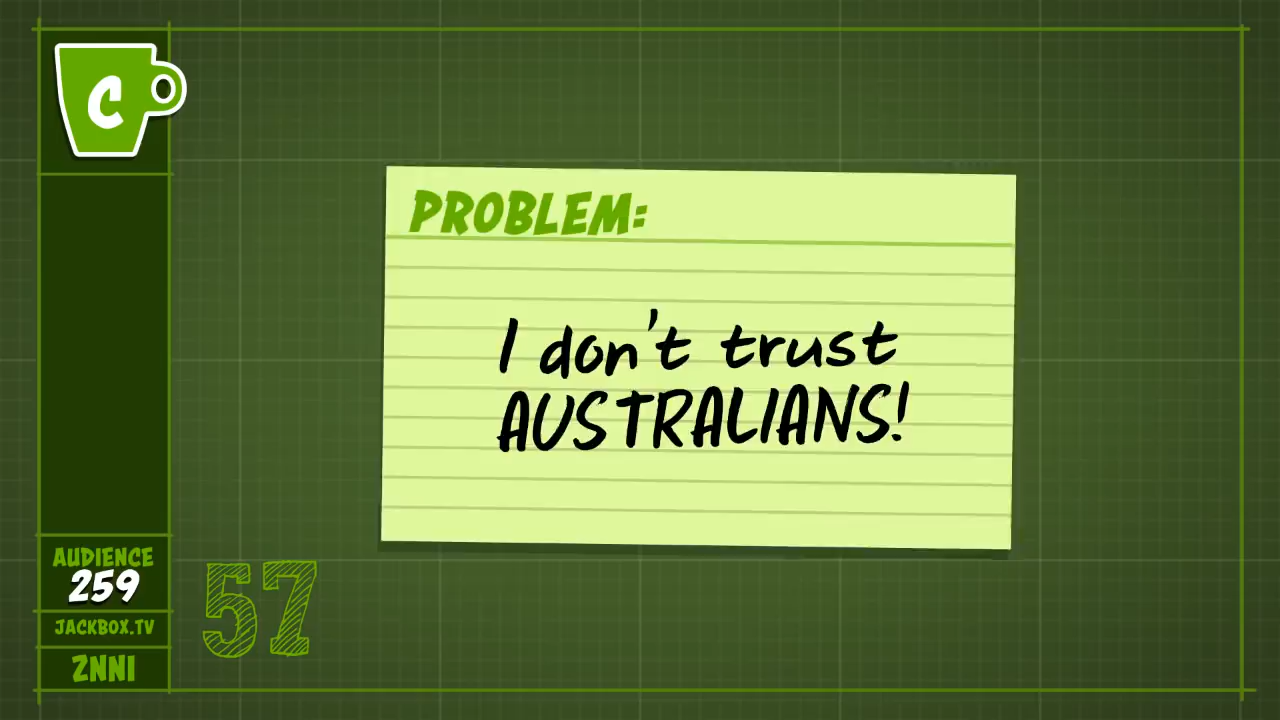 C
PROBLEM:
I don't trust
AUSTRALIANS!
AUDIENCE
259
JACKBOX.TV
ZNNI
57